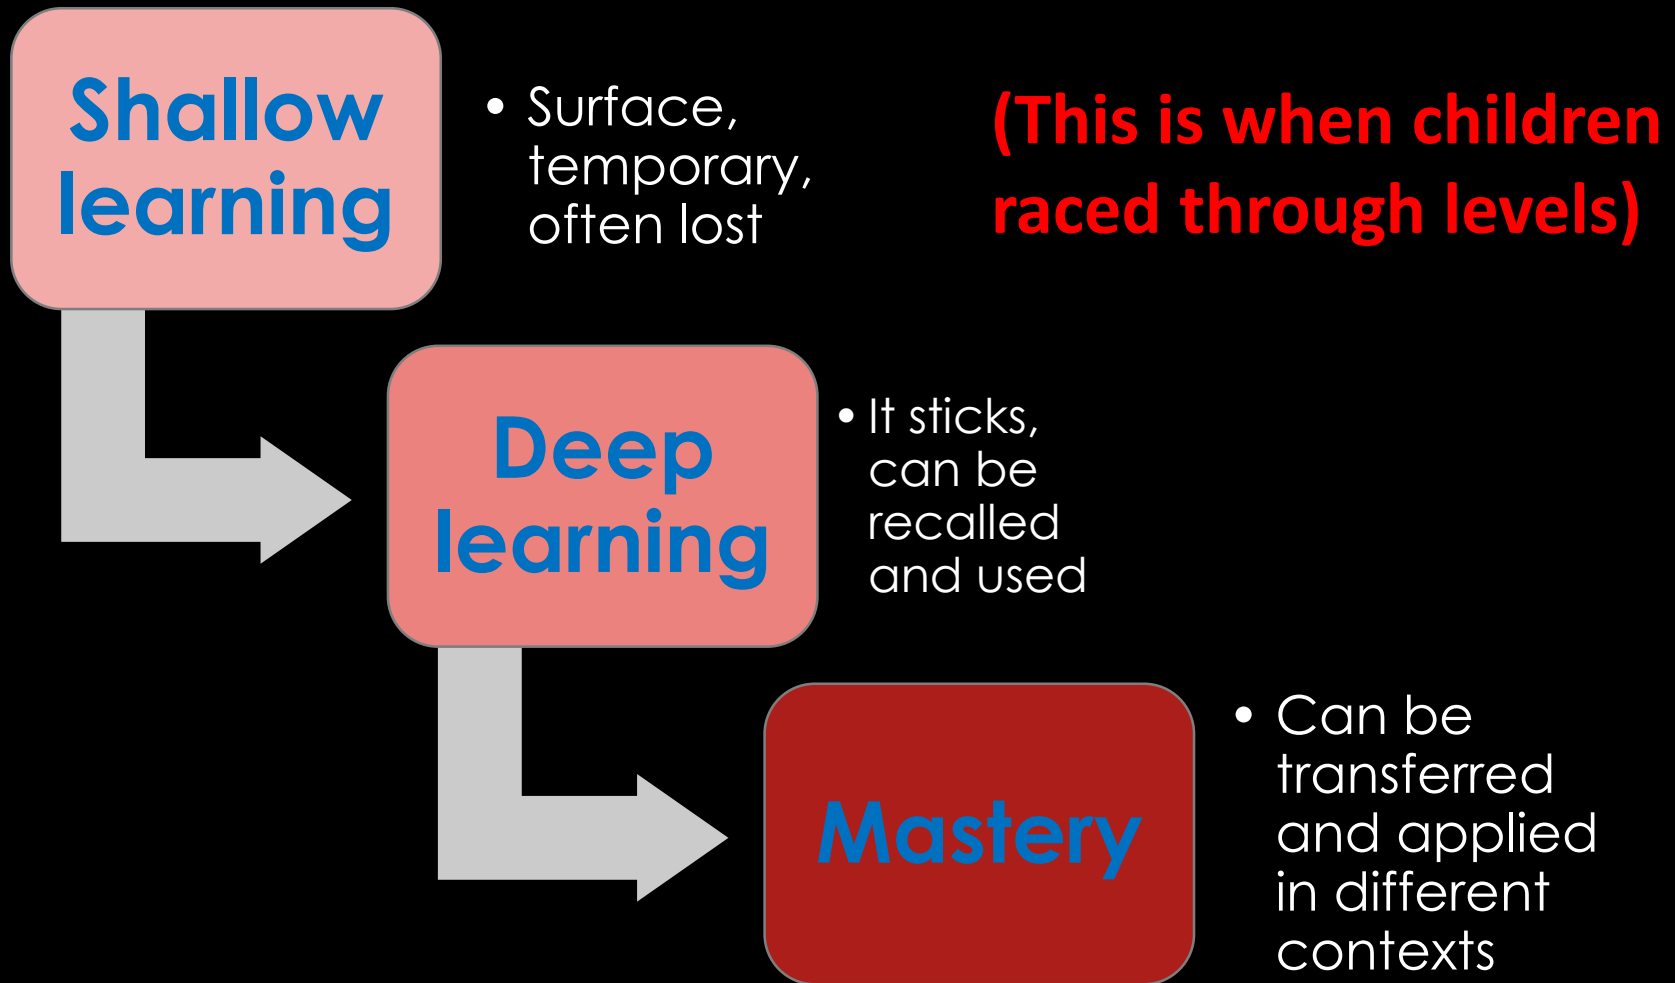 Shallow
learning
• Surface,
temporary,
often lost
(This is when children
raced through levels)
Deep
learning
• It sticks,
can be
recalled
and used
Mastery
• Can be
transferred
and applied
in different
contexts